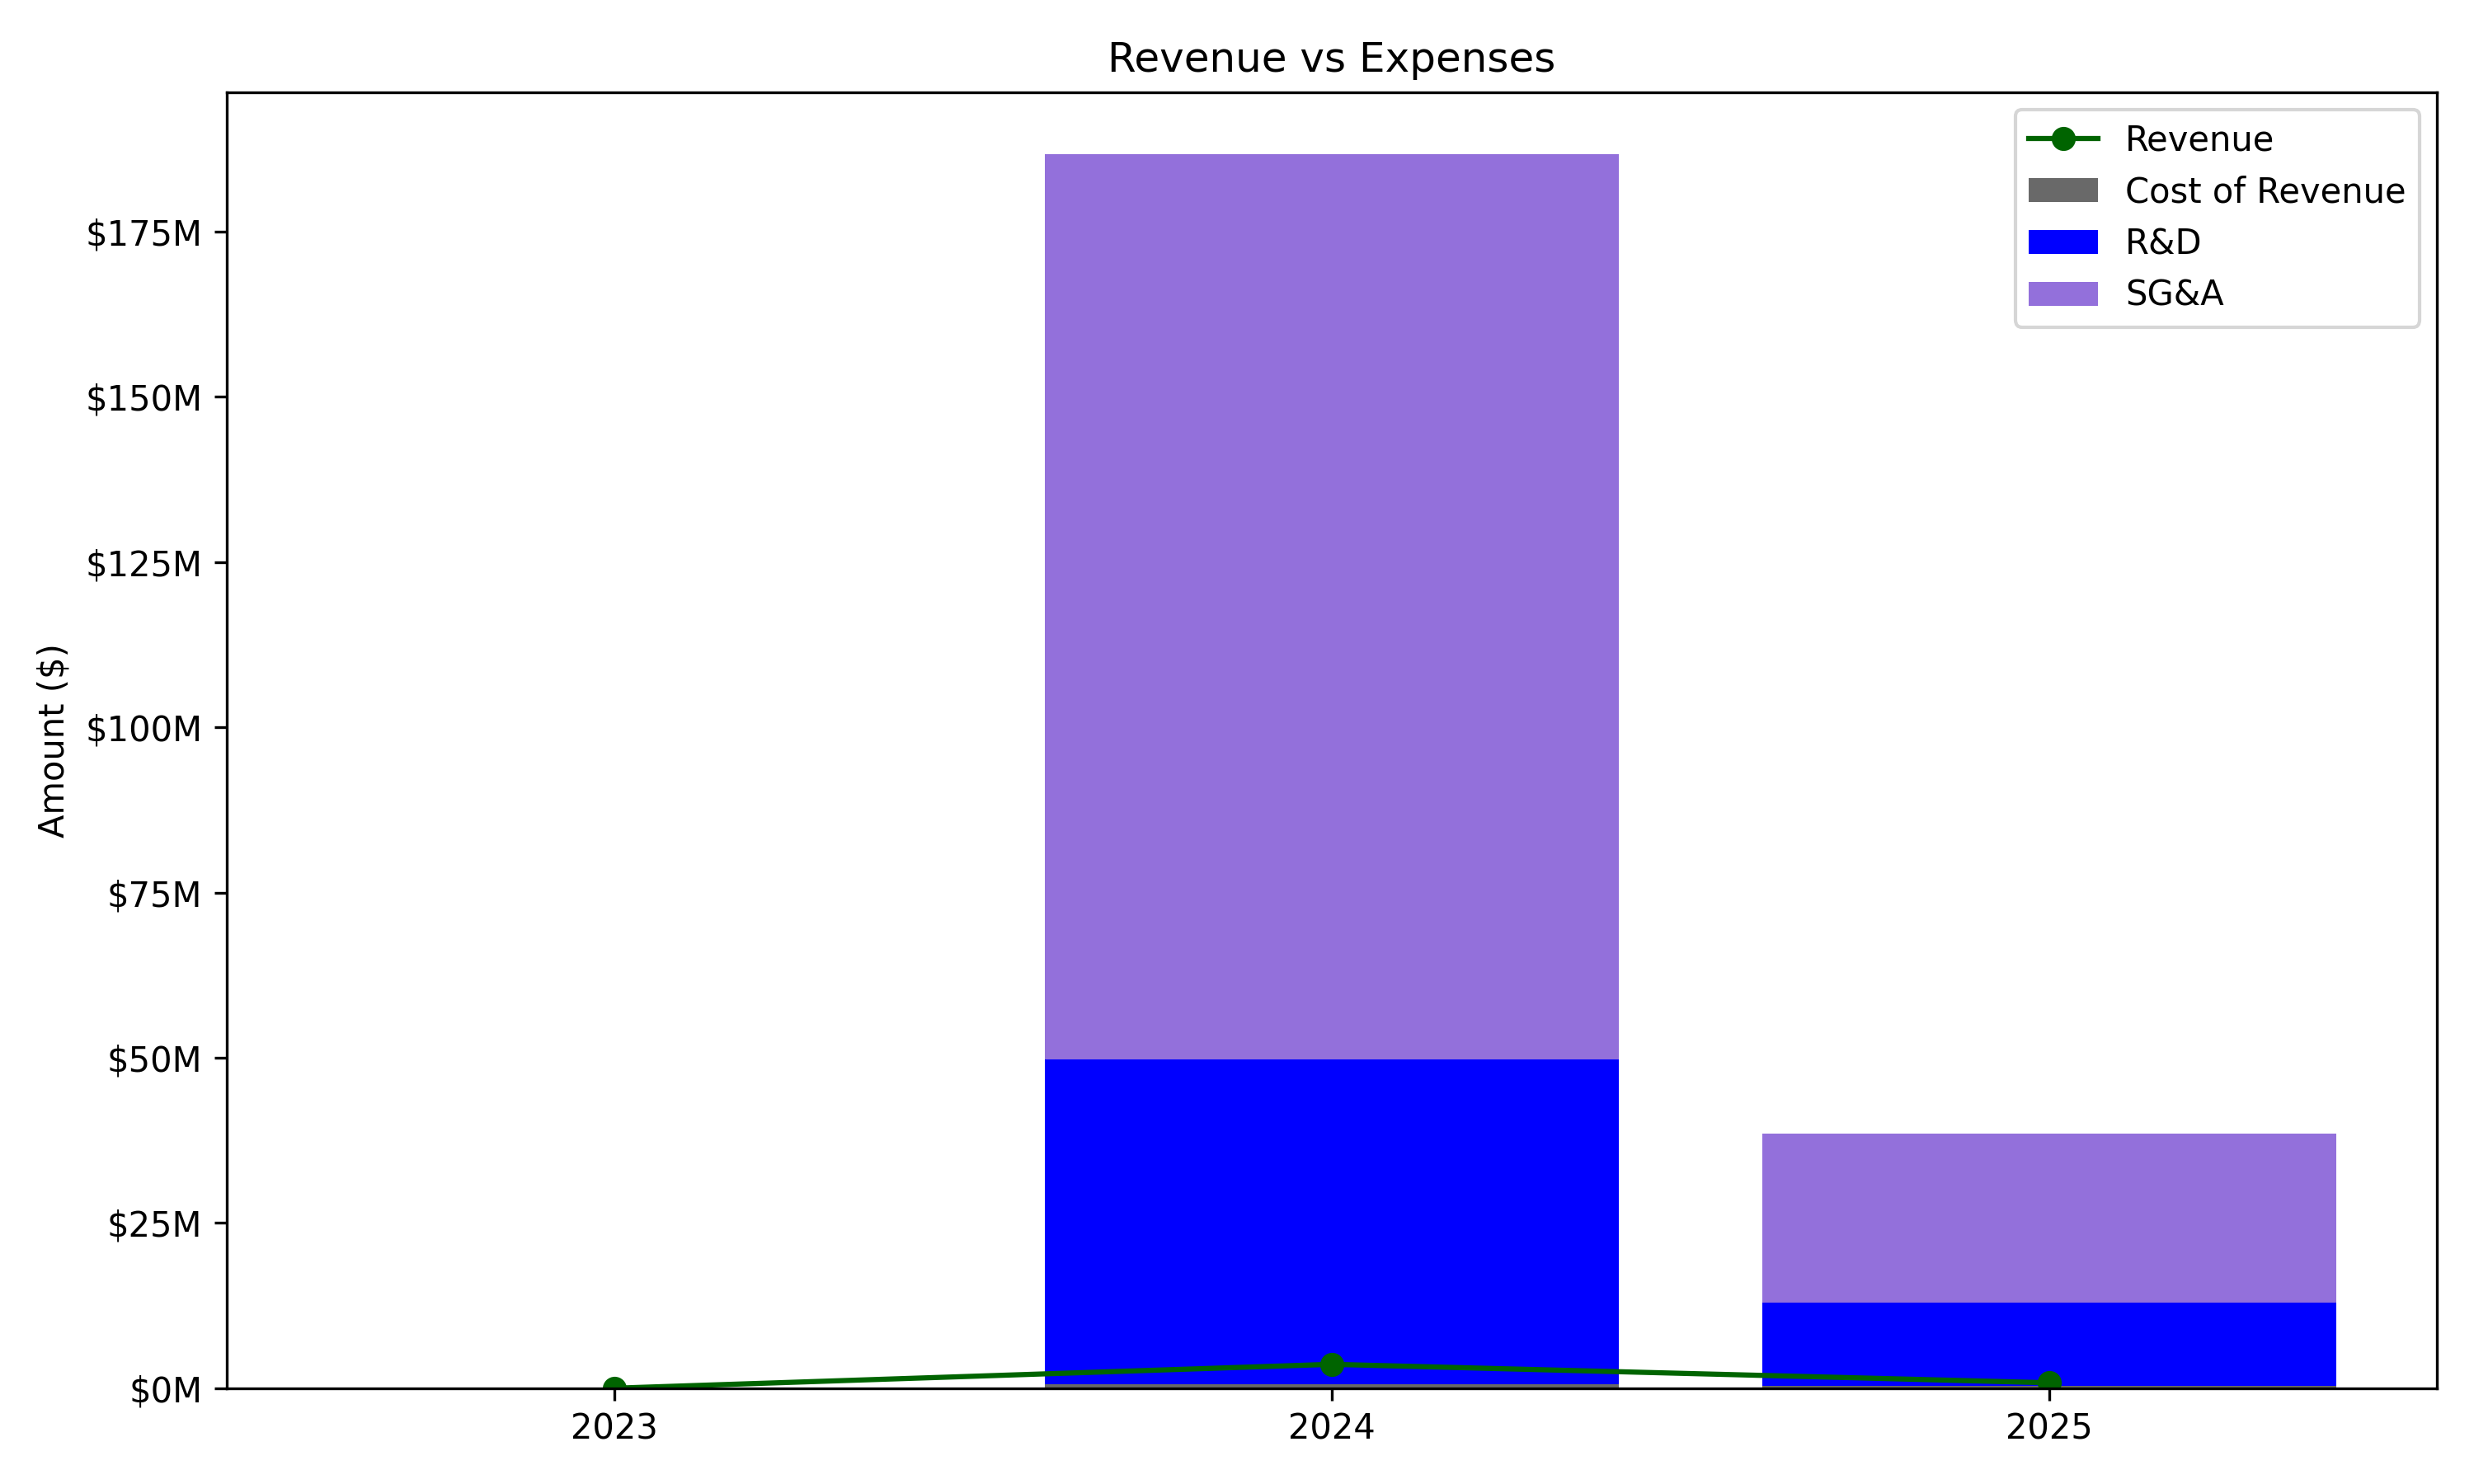 Revenue vs Expenses
Revenue
Cost of Revenue
R&D
SG&A
Amount ($)
$175M
$150M
$125M
$100M
$75M
$50M
$25M
$0M
2023
2024
2025